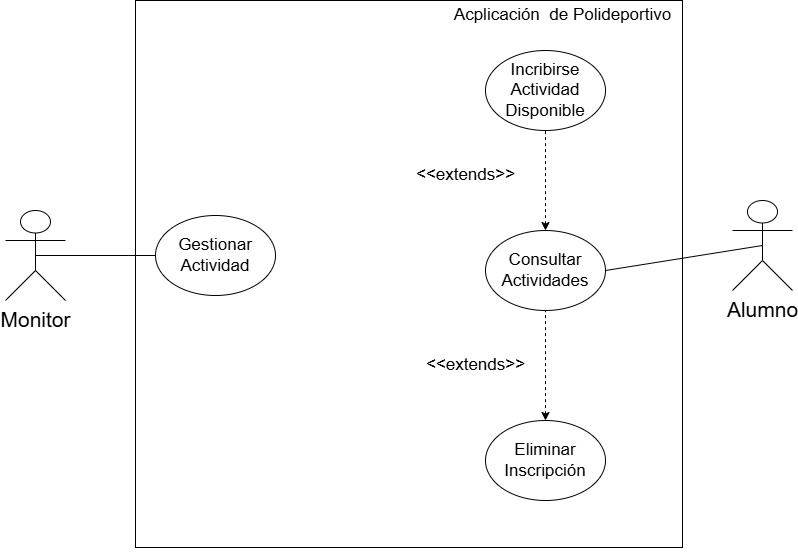 Acplicación de Polideportivo
Incribirse
Actividad
Disponible
<<extends>>
Gestionar
Actividad
Consultar
Actividades
Monitor
Alumno
<<extends>>
Eliminar
Inscripción